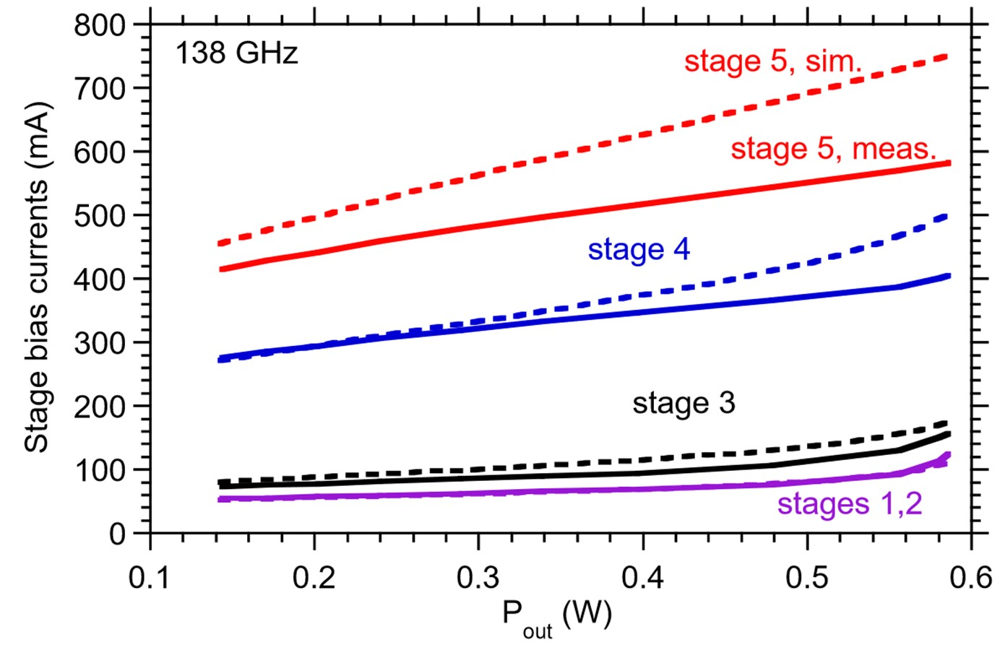 800
700
600
500
400
300
200
100
0
Stage bias currents (mA)
138 GHz
stage 5, sim.
stage 5, meas.
stage 4
stage 3
stages 1,2
0.1 0.2 0.3 0.4 0.5 0.6
Pout (W)